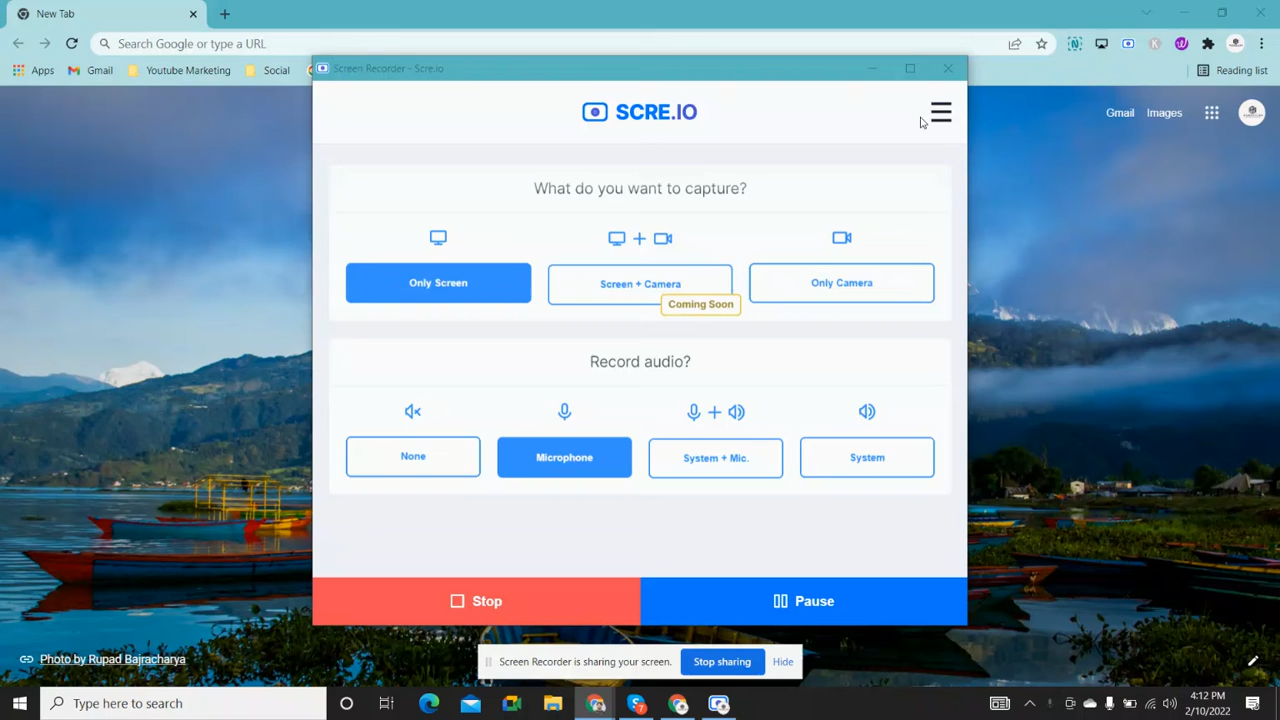 New Tab
Search Google or type a URL
Apps
Gmail
YouTube Marketing
Social
Reading list
Screen Recorder - Scre.io
SCRE.IO
Gmail
Images
What do you want to capture?
Only Screen
Screen + Camera
Only Camera
Coming Soon
Record audio?
None
Microphone
System + Mic.
System
Stop
Pause
Photo by Rupad Bajracharya
Screen Recorder is sharing your screen.
Stop sharing
Hide
Type here to search
7
4:12 PM
2/10/2022